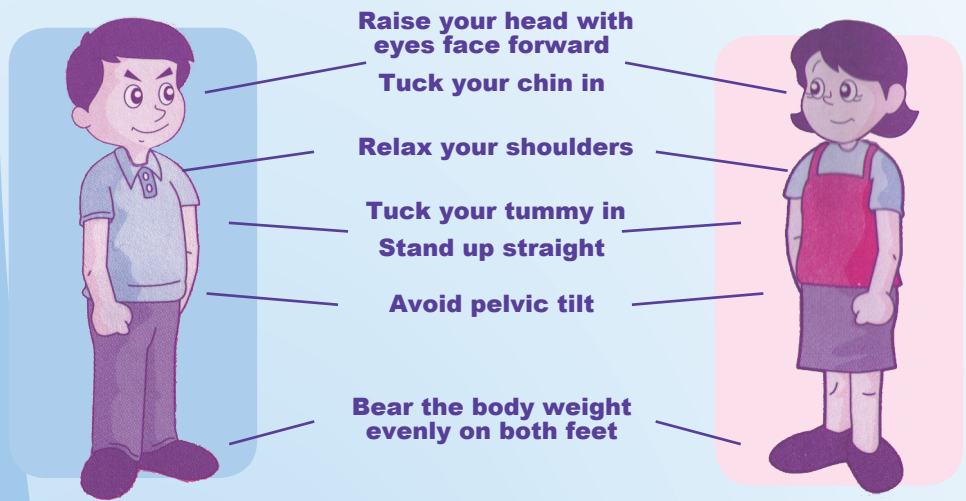 Raise your head with
eyes face forward
Tuck your chin in
Relax your shoulders
Tuck your tummy in
Stand up straight
Avoid pelvic tilt
Bear the body weight
evenly on both feet